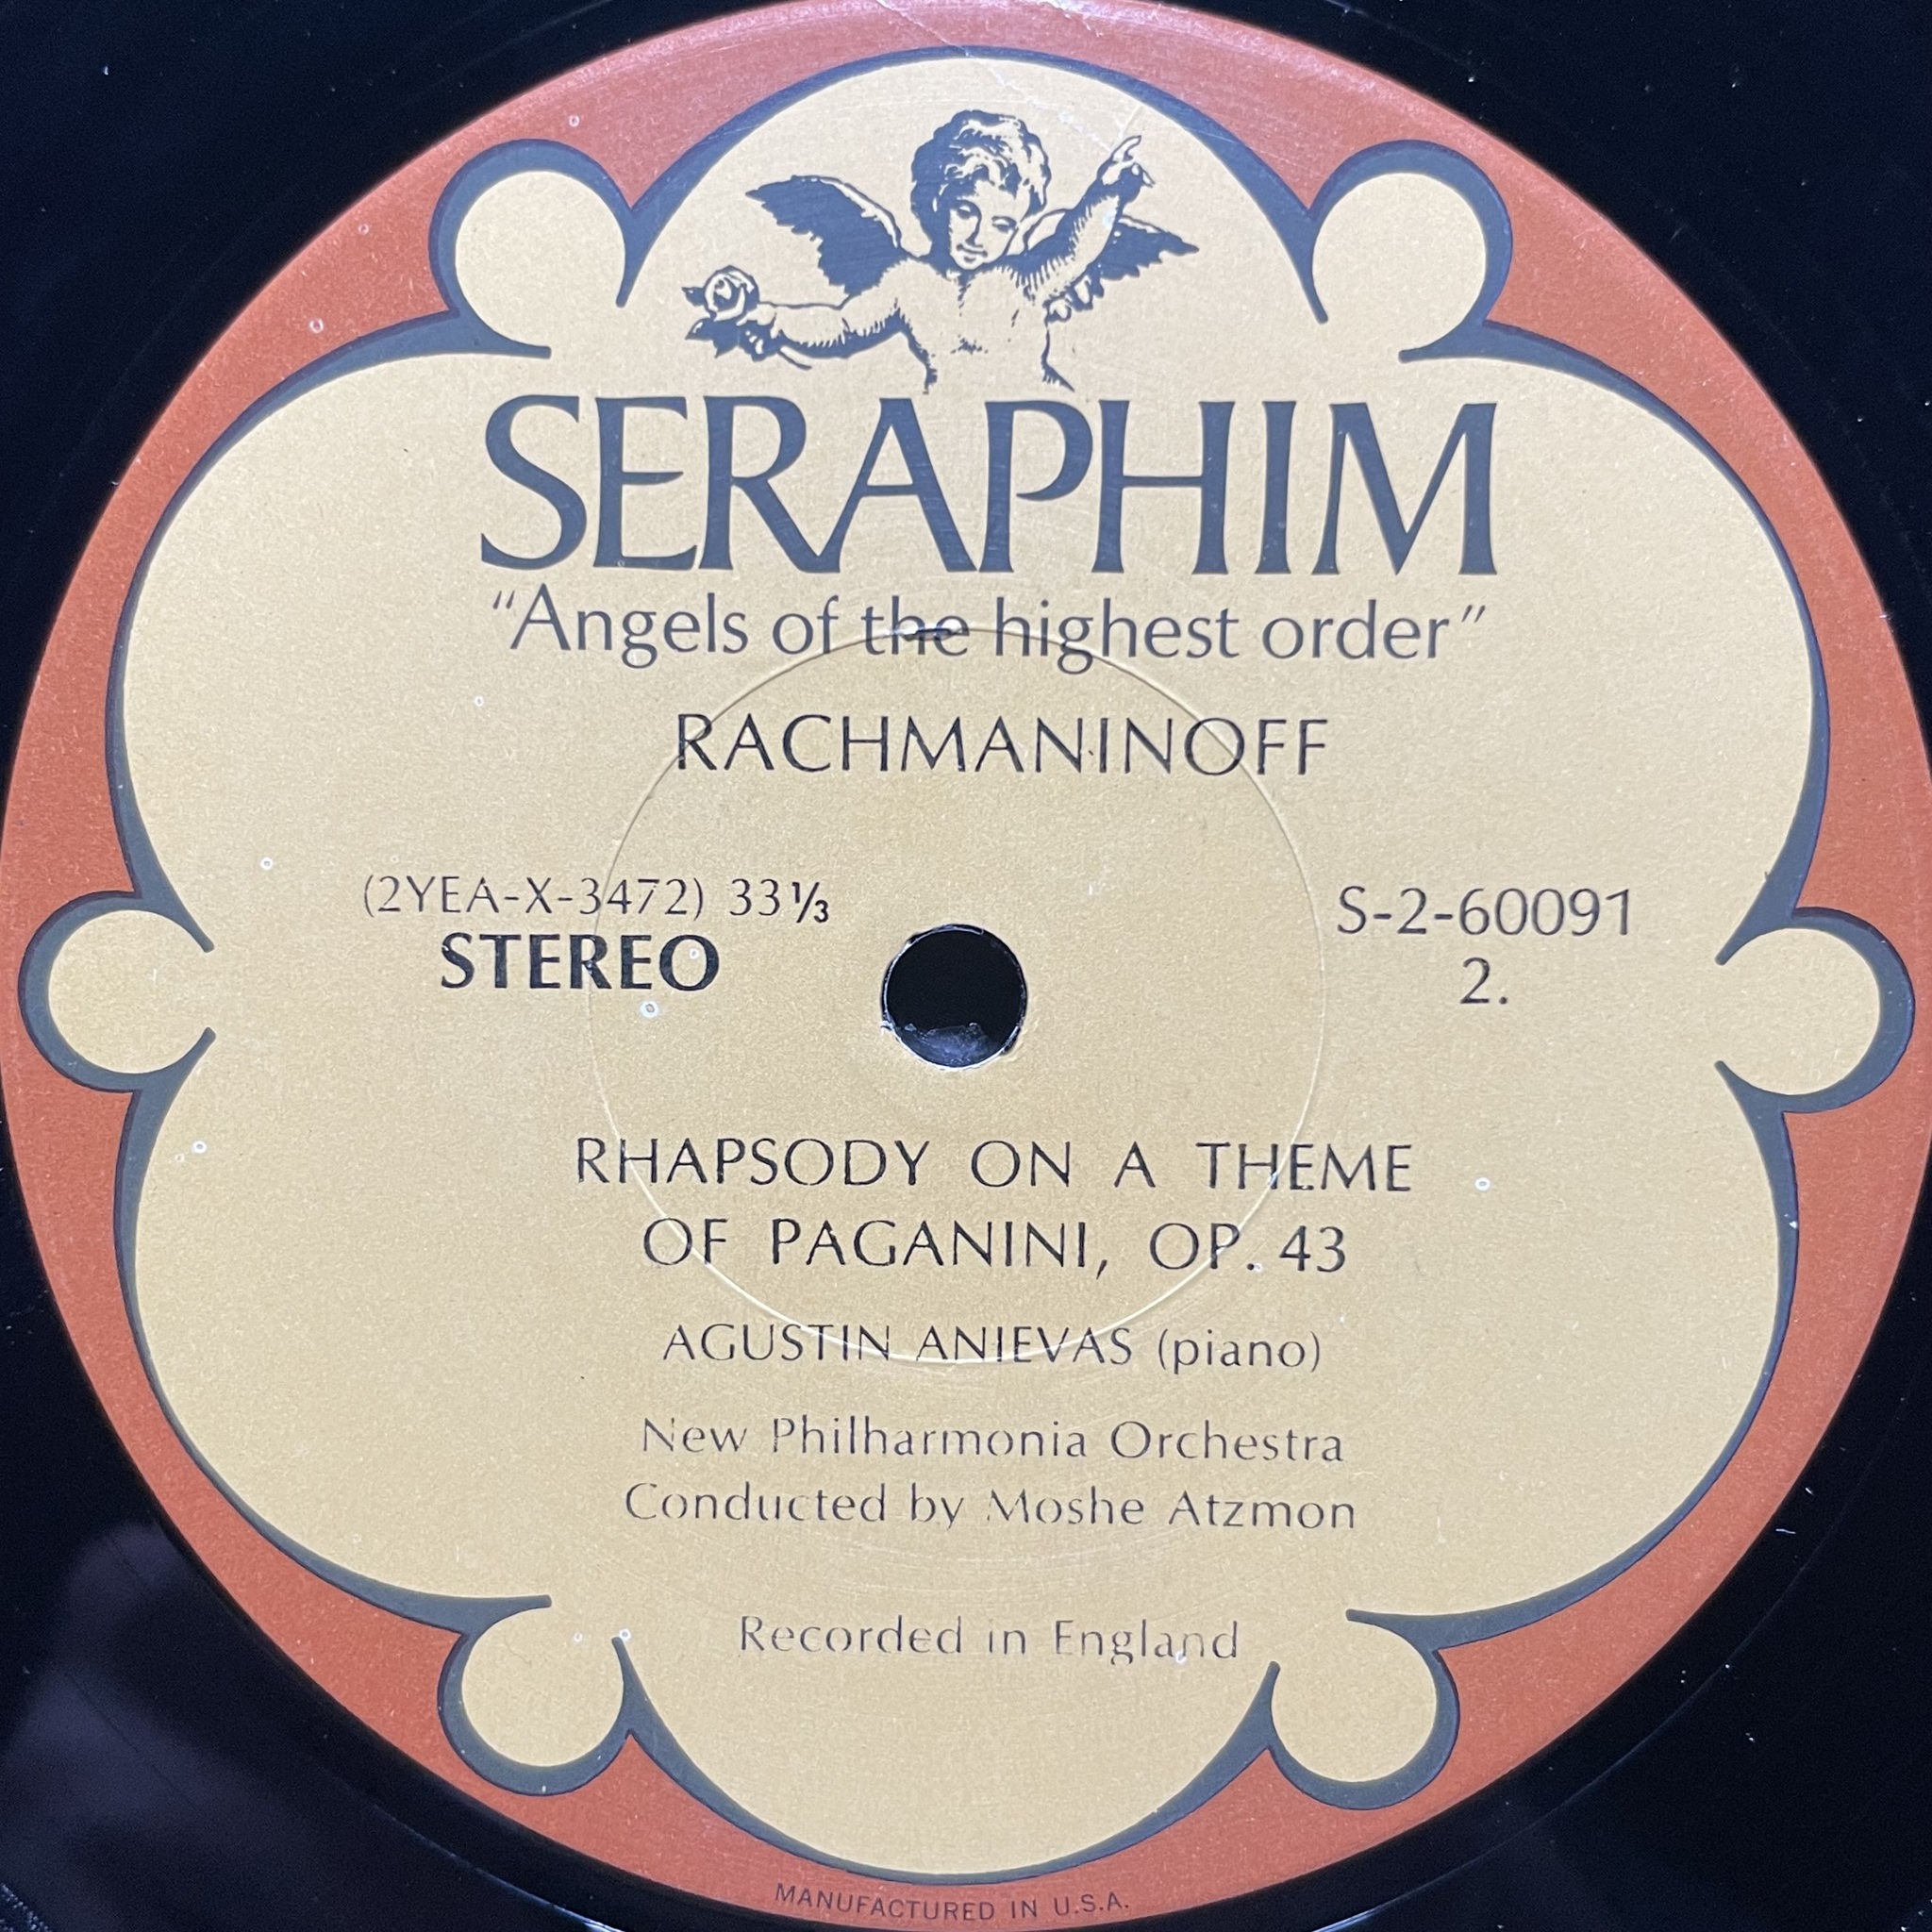 SERAPHIM
"Angels of the highest order"
RACHMANINOFF
(2YEA-X-3472) 33⅓
STEREO
S-2-60091
2.
RHAPSODY ON A THEME
OF PAGANINI, OP. 43
AGUSTIN ANIEVAS (piano)
New Philharmonia Orchestra
Conducted by Moshe Atzmon
Recorded in England
MANUFACTURED IN U.S.A.